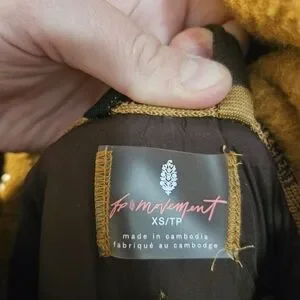 fp movement
XS/TP
made in cambodia
fabriqué au cambodge